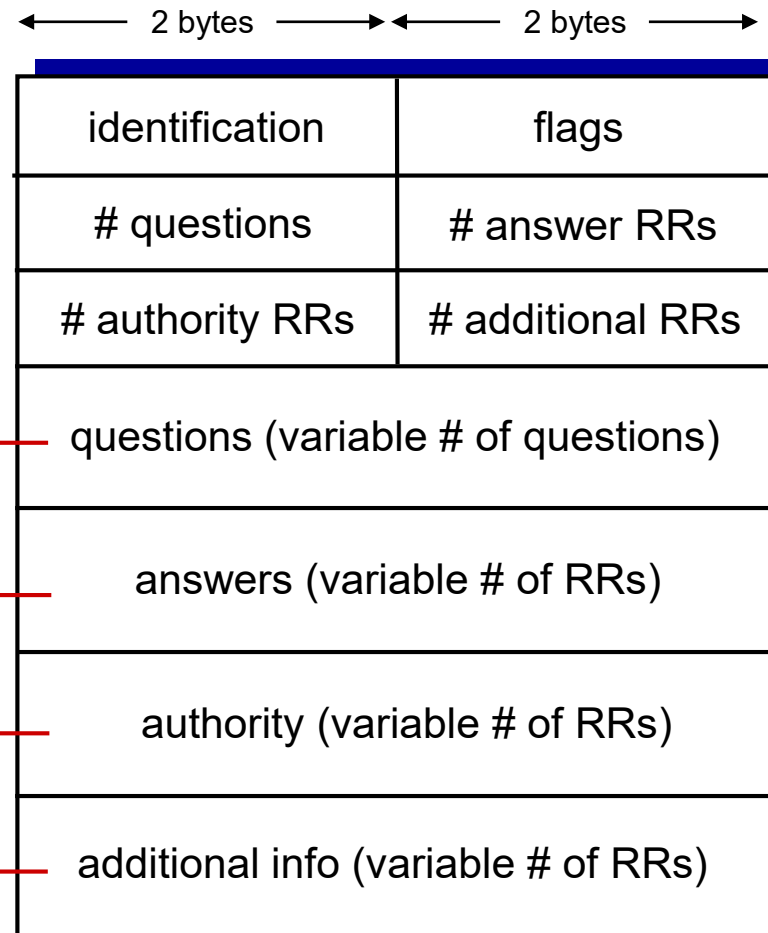 2 bytes 2 bytes
identification flags
# questions # answer RRs
# authority RRs # additional RRs
questions (variable # of questions)
answers (variable # of RRs)
authority (variable # of RRs)
additional info (variable # of RRs)